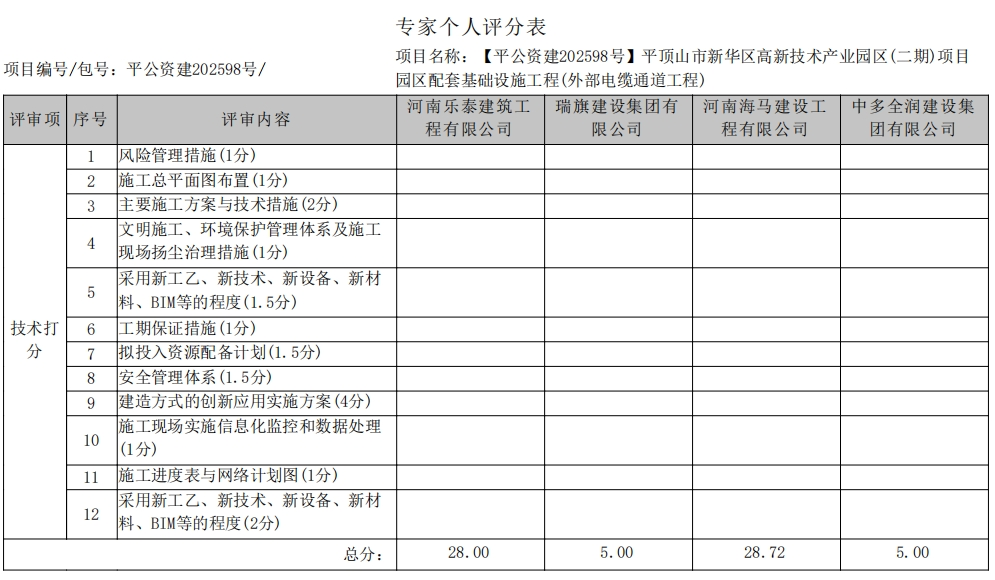 专家个人评分表
项目编号/包号: 平公资建202598号/
项目名称: 【平公资建202598号】平顶山市新华区高新技术产业园区(二期)项目
园区配套基础设施工程(外部电缆通道工程)
评审项 序号 评审内容 河南乐泰建筑工程有限公司 瑞旗建设集团有限公司 河南海马建设工程有限公司 中多全润建设集团有限公司
技术打分
1 风险管理措施(1分)
2 施工总平面图布置(1分)
3 主要施工方案与技术措施(2分)
4 文明施工、环境保护管理体系及施工
现场扬尘治理措施(1分)
5 采用新工乙、新技术、新设备、新材
料、BIM等的程度(1.5分)
6 工期保证措施(1分)
7 拟投入资源配备计划(1.5分)
8 安全管理体系(1.5分)
9 建造方式的创新应用实施方案(4分)
10 施工现场实施信息化监控和数据处理
(1分)
11 施工进度表与网络计划图(1分)
12 采用新工乙、新技术、新设备、新材
料、BIM等的程度(2分)
总分: 28.00 5.00 28.72 5.00